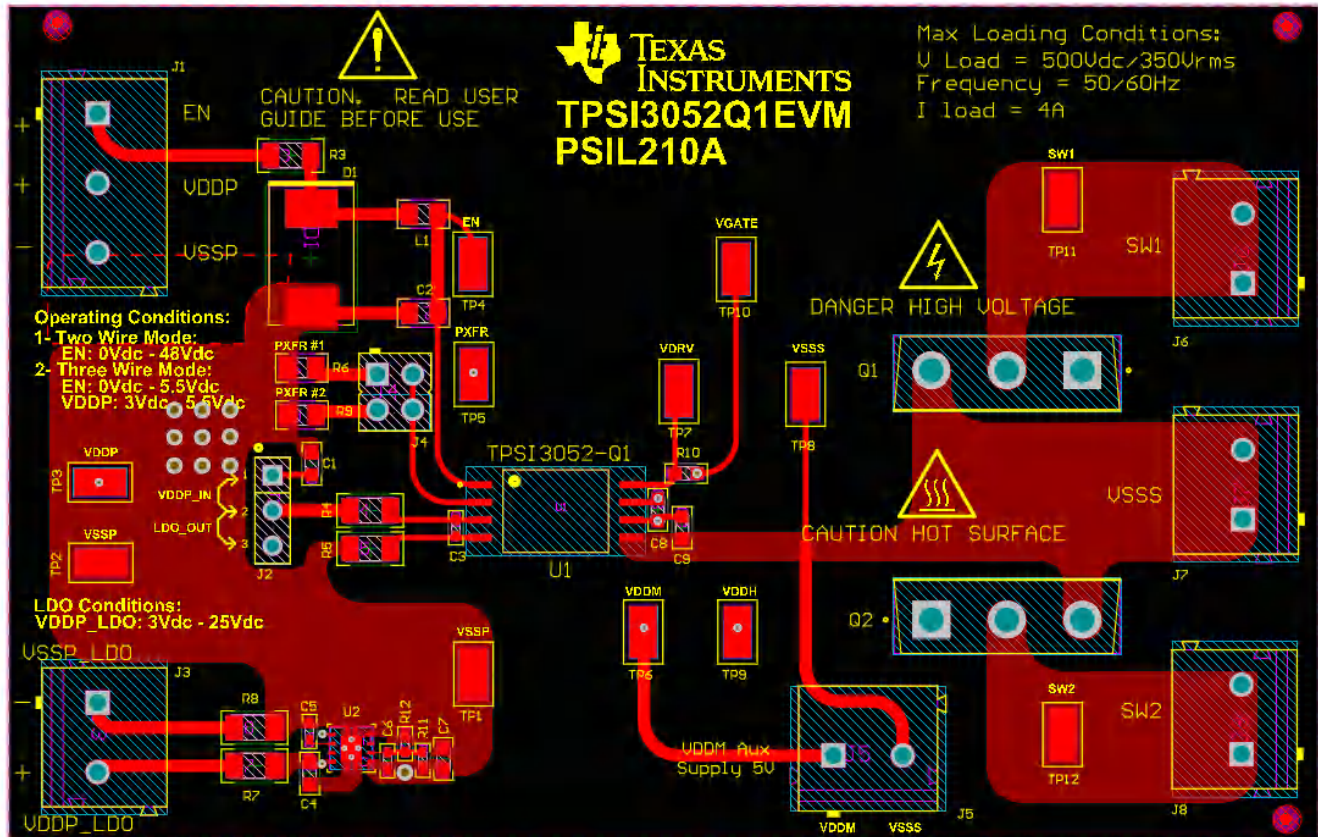 TEXAS
INSTRUMENTS
TPSI3052Q1EVM
PSIL210A
Max Loading Conditions:
V Load = 500Vdc/350Vrms
Frequency = 50/60Hz
I load = 4A
CAUTION. READ USER
GUIDE BEFORE USE
J1
EN
VDDP
VSSP
+
+
-
R3
D1
L1
C2
EN
TP4
VGATE
TP10
SW1
TP11
SW1
J6
DANGER HIGH VOLTAGE
Operating Conditions:
1- Two Wire Mode:
EN: 0Vdc - 48Vdc
2- Three Wire Mode:
EN: 0Vdc - 5.5Vdc
VDDP: 3Vdc - 5.5Vdc
PXFR #1
R6
PXFR #2
R9
J4
PXFR
TP5
VDRV
TP7
VSSS
TP8
R10
Q1
VDDP
TP3
VSSP
TP2
VDDP_IN
LDO_OUT
1
2
3
J2
C1
R4
R5
C3
TPSI3052-Q1
U1
C8
C9
CAUTION HOT SURFACE
VSSS
J7
LDO Conditions:
VDDP_LDO: 3Vdc - 25Vdc
VSSP_LDO
J3
-
+
VDDP_LDO
R8
R7
C5
C4
U2
C6
R12
R11
C7
VSSP
TP1
VDDM
TP6
VDDH
TP9
VDDM Aux
Supply 5V
J5
VDDM
VSSS
Q2
SW2
TP12
SW2
J8